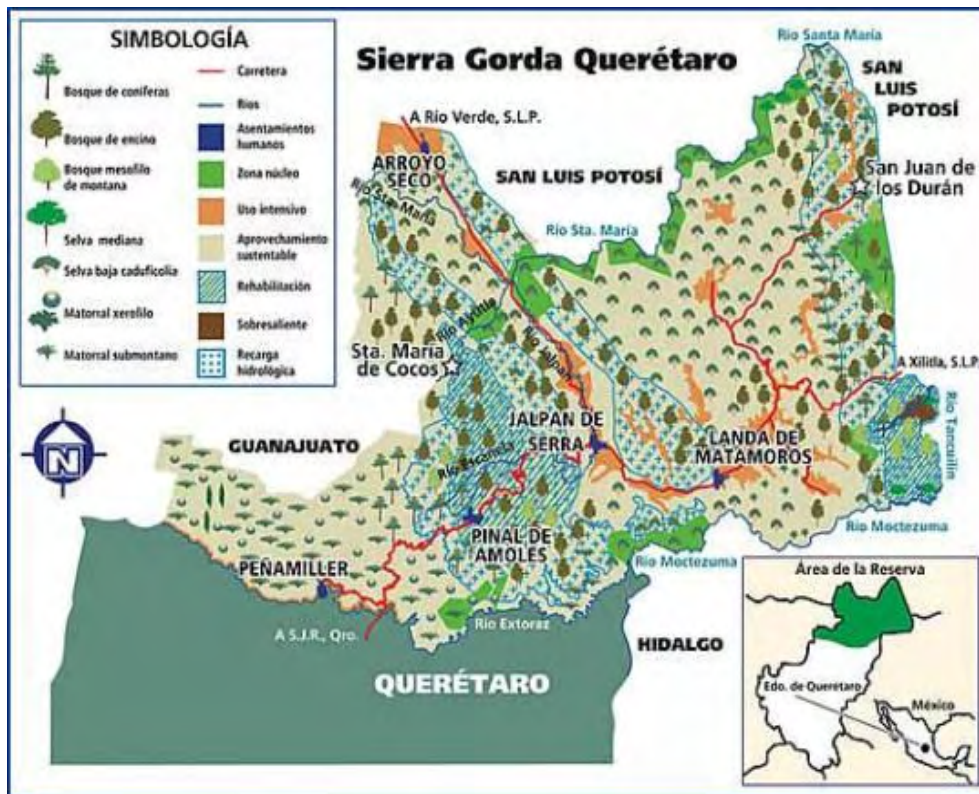 SIMBOLOGÍA
Bosque de coníferas
Bosque de encino
Bosque mesofilo
de montana
Selva mediana
Selva baja caducifolia
Matorral xerofilo
Matorral submontano
Carretera
Ríos
Asentamientos
humanos
Zona núcleo
Uso intensivo
Aprovechamiento
sustentable
Rehabilitación
Sobresaliente
Recarga
hidrológica
Sierra Gorda Querétaro
Río Santa María
SAN
LUIS
POTOSÍ
A Río Verde, S.L.P.
ARROYO
SECO
SAN LUIS POTOSÍ
San Juan de
los Durán
Río Sta. María
Río Sta. María
Río Jalpan
Sta. María
de Cocos
A Xilitla, S.L.P.
JALPAN DE
SERRA
LANDA DE
MATAMOROS
Río Tancuilín
GUANAJUATO
N
Río Escanela
PINAL DE
AMOLES
Río Moctezuma
Río Moctezuma
PEÑAMILLER
A S.J.R., Qro.
Río Extoraz
HIDALGO
QUERÉTARO
Área de la Reserva
Edo. de Querétaro
México